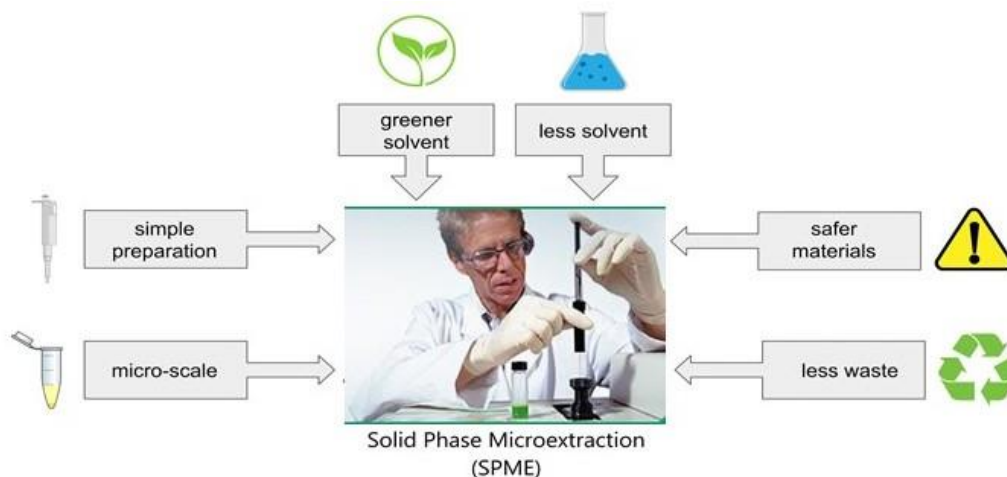 greener
solvent
less solvent
simple
preparation
safer
materials
micro-scale
less waste
Solid Phase Microextraction
(SPME)